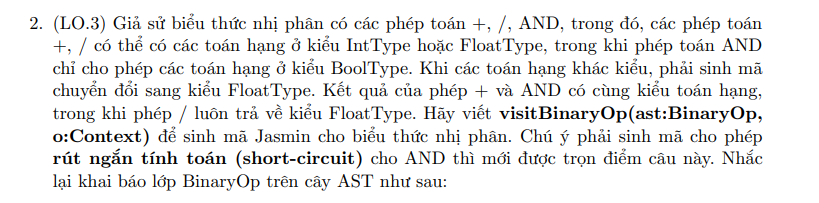 2. (LO.3) Giả sử biểu thức nhị phân có các phép toán +, /, AND, trong đó, các phép toán
+, / có thể có các toán hạng ở kiểu IntType hoặc FloatType, trong khi phép toán AND
chỉ cho phép các toán hạng ở kiểu BoolType. Khi các toán hạng khác kiểu, phải sinh mã
chuyển đổi sang kiểu FloatType. Kết quả của phép + và AND có cùng kiểu toán hạng,
trong khi phép / luôn trả về kiểu FloatType. Hãy viết visitBinaryOp(ast:BinaryOp,
o:Context) để sinh mã Jasmin cho biểu thức nhị phân. Chú ý phải sinh mã cho phép
rút ngắn tính toán (short-circuit) cho AND thì mới được trọn điểm câu này. Nhắc
lại khai báo lớp BinaryOp trên cây AST như sau: